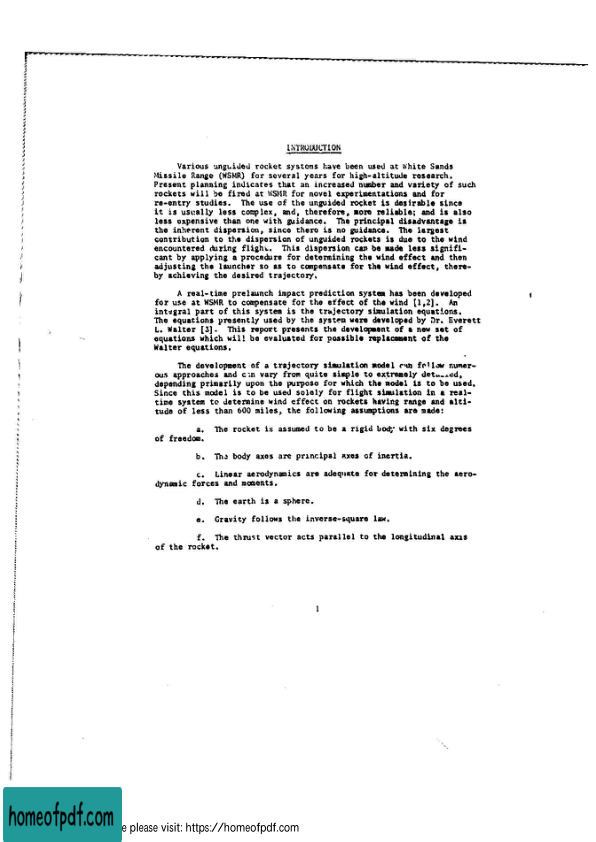 INTRODUCTION
Various unguided rocket systems have been used at White Sands
Missile Range (WSMR) for several years for high-altitude research.
Present planning indicates that an increased number and variety of such
rockets will be fired at WSMR for novel experimentations and for
re-entry studies. The use of the unguided rocket is desirable since
it is usually less complex, and, therefore, more reliable; and is also
less expensive than one with guidance. The principal disadvantage is
the inherent dispersion, since there is no guidance. The largest
contribution to the dispersion of unguided rockets is due to the wind
encountered during flight. This dispersion can be made less signifi-
cant by applying a procedure for determining the wind effect and then
adjusting the launcher so as to compensate for the wind effect, there-
by achieving the desired trajectory.
A real-time prelaunch impact prediction system has been developed
for use at WSMR to compensate for the effect of the wind [1,2]. An
integral part of this system is the trajectory simulation equations.
The equations presently used by the system were developed by Dr. Everett
L. Walter [3]. This report presents the development of a new set of
equations which will be evaluated for possible replacement of the
Walter equations.
The development of a trajectory simulation model can follow numer-
ous approaches and can vary from quite simple to extremely detailed,
depending primarily upon the purpose for which the model is to be used.
Since this model is to be used solely for flight simulation in a real-
time system to determine wind effect on rockets having range and alti-
tude of less than 600 miles, the following assumptions are made:
a. The rocket is assumed to be a rigid body with six degrees
of freedom.
b. The body axes are principal axes of inertia.
c. Linear aerodynamics are adequate for determining the aero-
dynamic forces and moments.
d. The earth is a sphere.
e. Gravity follows the inverse-square law.
f. The thrust vector acts parallel to the longitudinal axis
of the rocket.
1
homeofpdf.com
e please visit: https://homeofpdf.com